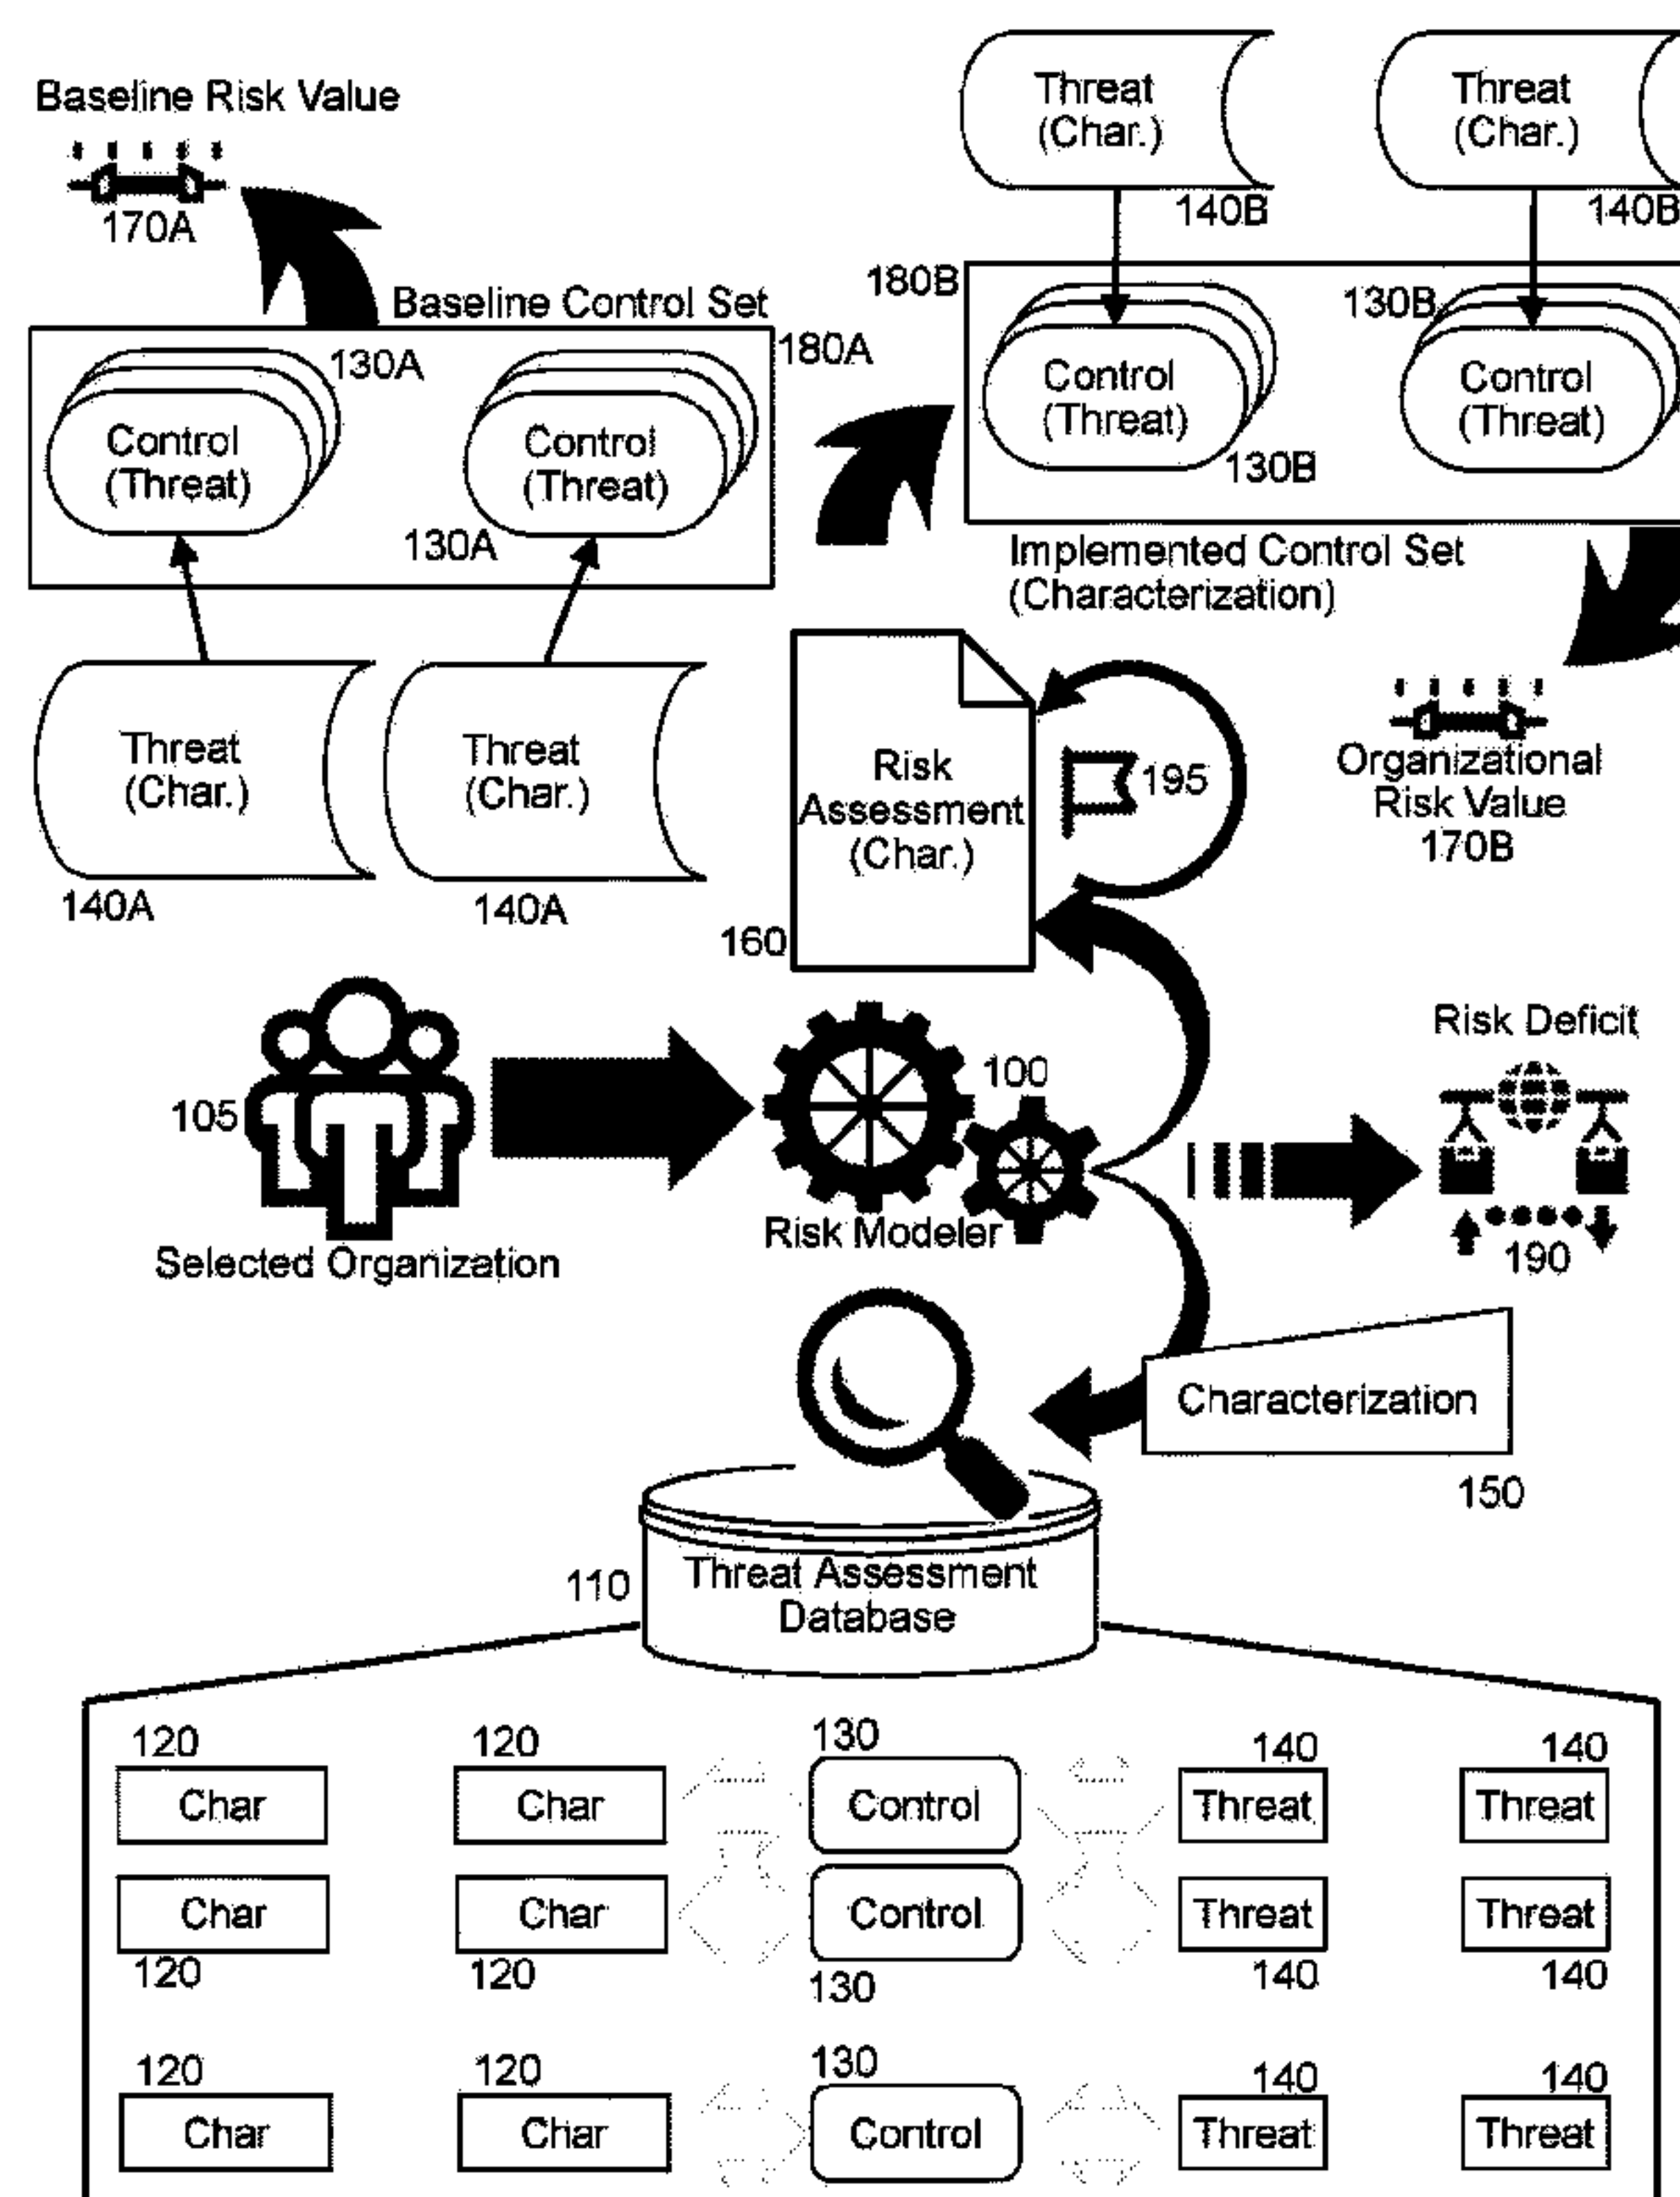 Baseline Risk Value
170A
Baseline Control Set
180A
130A
Control
(Threat)
Control
(Threat)
130A
Threat
(Char.)
140A
Threat
(Char.)
140A
Threat
(Char.)
140B
Threat
(Char.)
140B
180B
130B
Control
(Threat)
130B
Control
(Threat)
Implemented Control Set
(Characterization)
Risk
Assessment
(Char.)
160
195
Organizational
Risk Value
170B
105
Selected Organization
100
Risk Modeler
Risk Deficit
190
Characterization
150
110
Threat Assessment
Database
120 120 130 140 140
Char Char Control Threat Threat
Char Char Control Threat Threat
120 120 130 140 140
120 120 130 140 140
Char Char Control Threat Threat